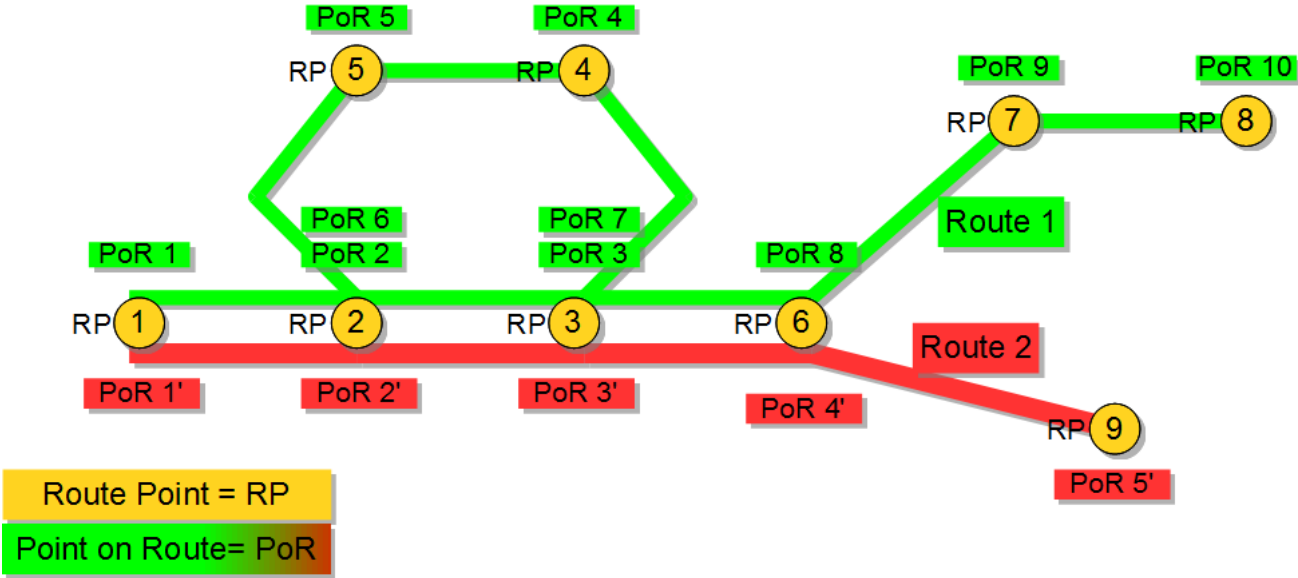 PoR 5
PoR 4
RP 5
RP 4
PoR 9
PoR 10
RP 7
RP 8
PoR 6
PoR 7
Route 1
PoR 1
PoR 2
PoR 3
PoR 8
RP 1
RP 2
RP 3
RP 6
Route 2
PoR 1'
PoR 2'
PoR 3'
PoR 4'
RP 9
PoR 5'
Route Point = RP
Point on Route= PoR